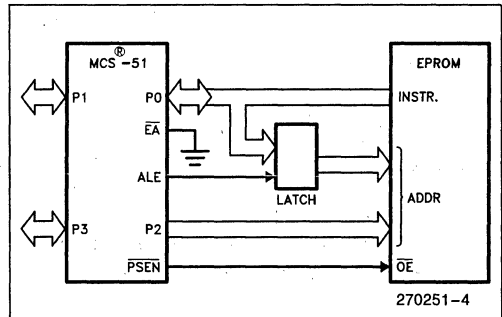 ®
MCS -51
EPROM
P1
P0
INSTR.
EA
ALE
LATCH
ADDR
P3
P2
PSEN
OE
270251-4